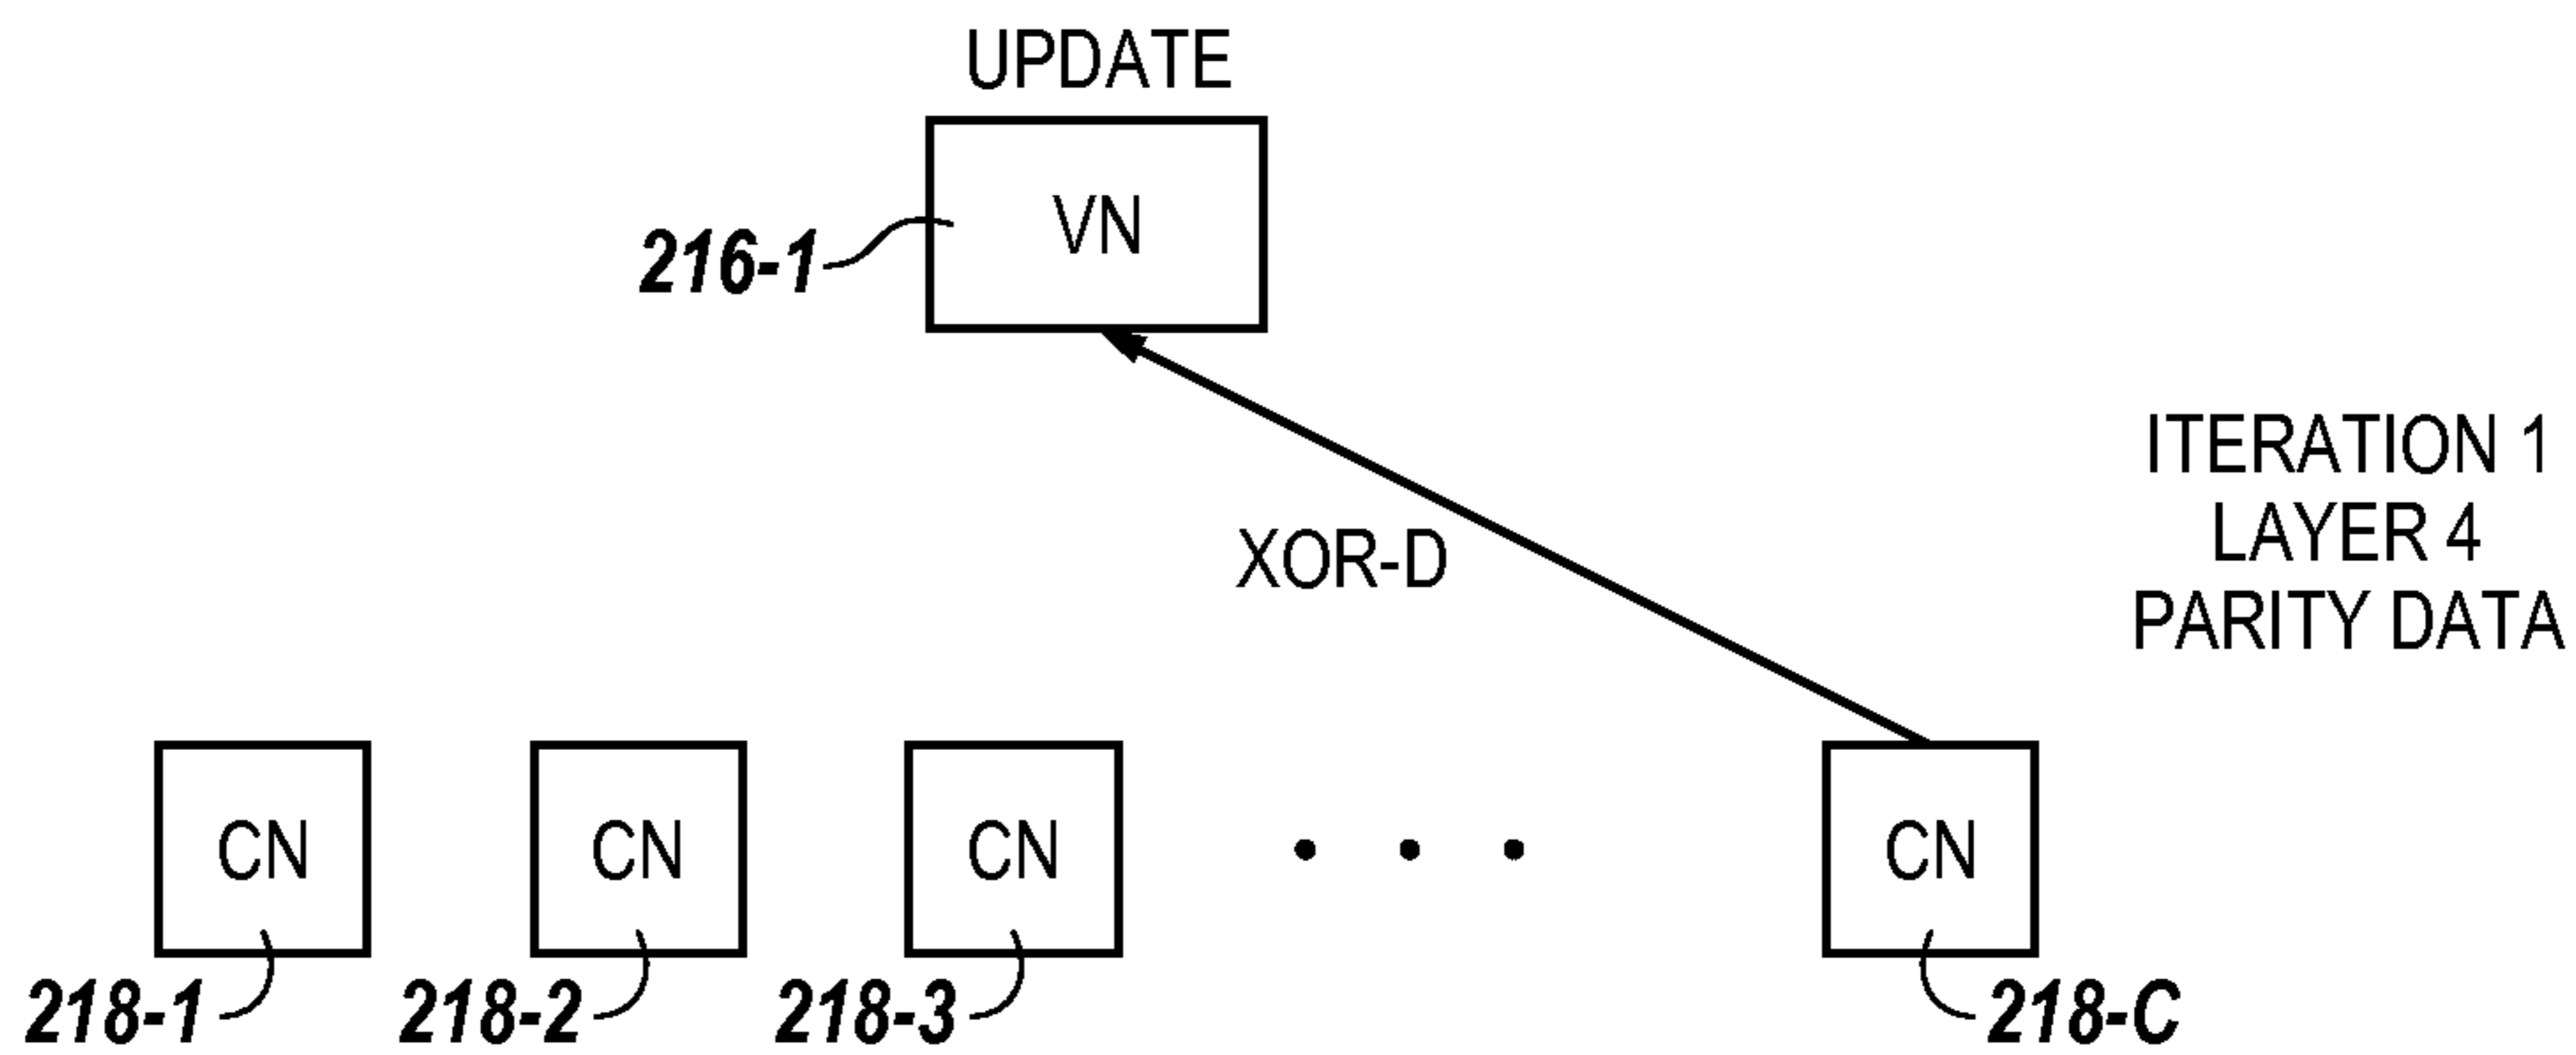 UPDATE
VN
216-1
XOR-D
ITERATION 1
LAYER 4
PARITY DATA
CN
CN
CN
CN
218-1
218-2
218-3
218-C